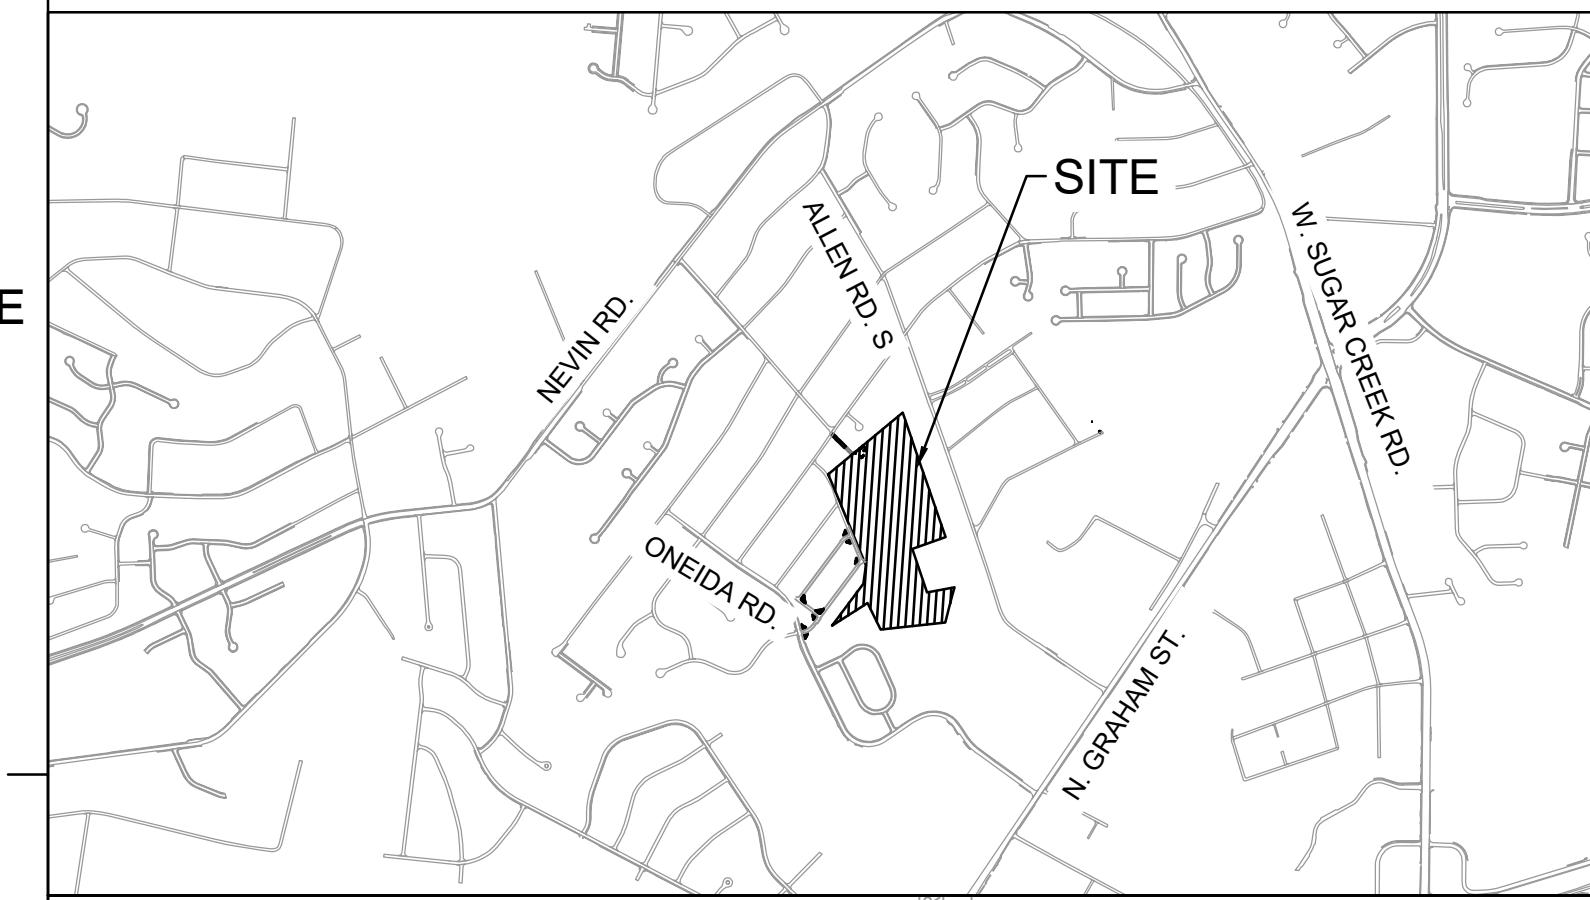 SITE
ALLEN RD. S
W. SUGAR CREEK RD.
E
NEVIN RD.
ONEIDA RD.
N. GRAHAM ST.